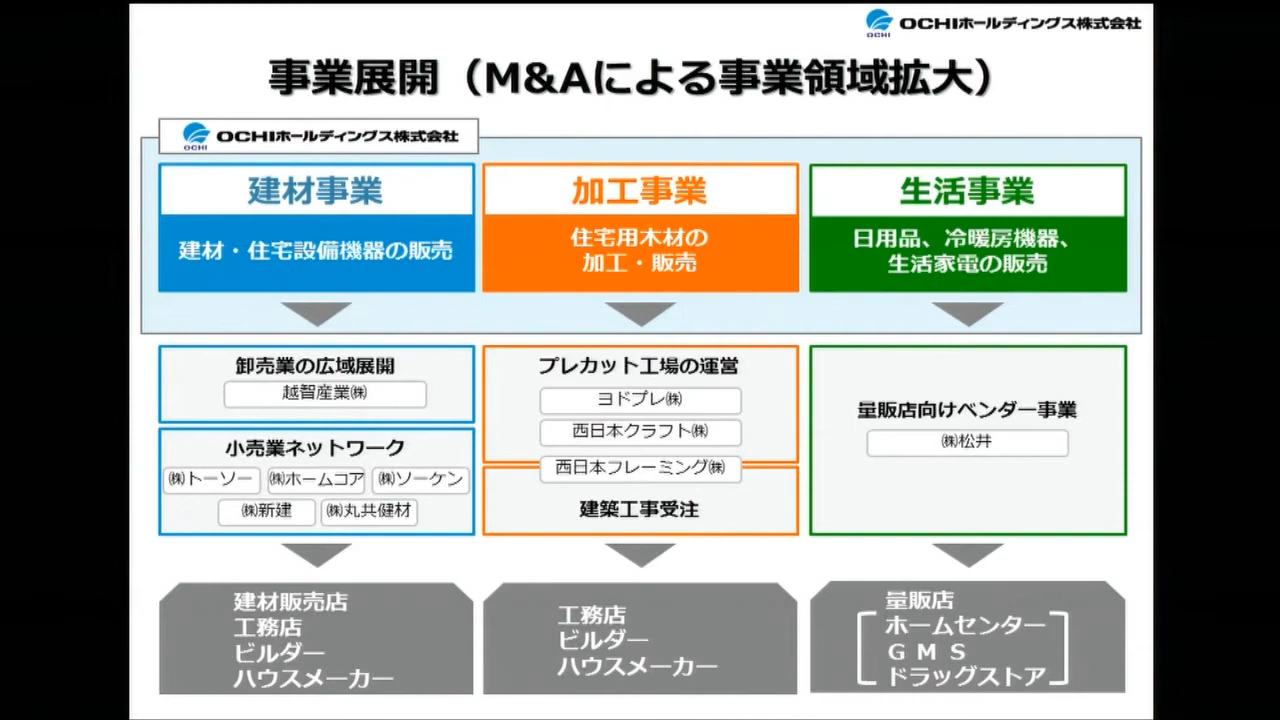 OCHIホールディングス株式会社
OCHI
事業展開（M&Aによる事業領域拡大）
OCHIホールディングス株式会社
OCHI
建材事業
建材・住宅設備機器の販売
加工事業
住宅用木材の
加工・販売
生活事業
日用品、冷暖房機器、
生活家電の販売
卸売業の広域展開
越智産業㈱
小売業ネットワーク
㈱トーソー
㈱ホームコア
㈱ソーケン
㈱新建
㈱丸共健材
プレカット工場の運営
ヨドプレ㈱
西日本クラフト㈱
西日本フレーミング㈱
建築工事受注
量販店向けベンダー事業
㈱松井
建材販売店
工務店
ビルダー
ハウスメーカー
工務店
ビルダー
ハウスメーカー
量販店
ホームセンター
ＧＭＳ
ドラッグストア